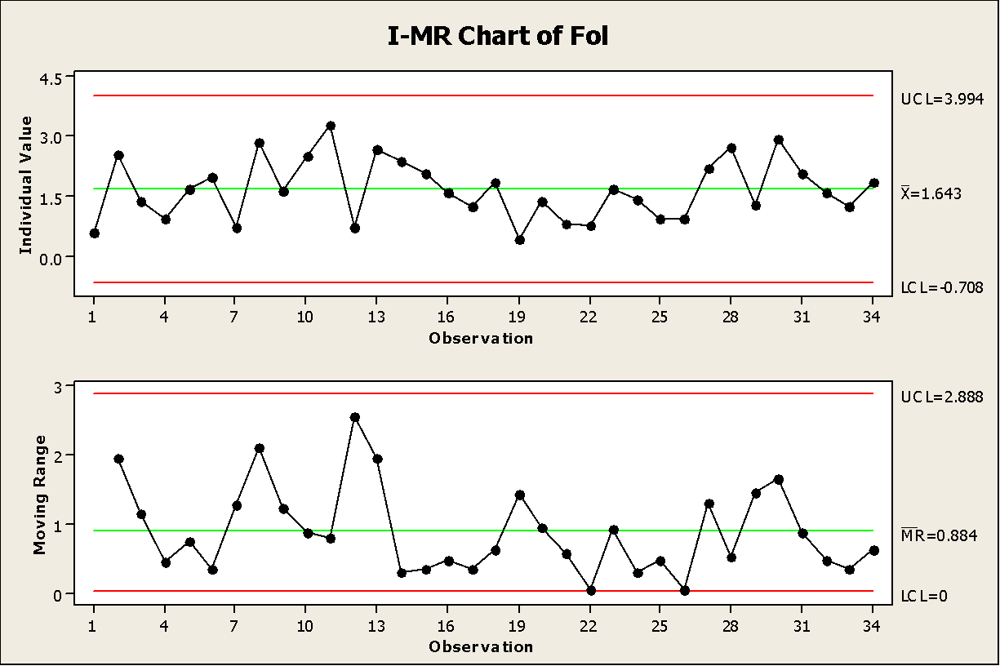 I-MR Chart of Fol
Individual Value
4.5
3.0
1.5
0.0
UCL=3.994
X̅=1.643
LCL=-0.708
1 4 7 10 13 16 19 22 25 28 31 34
Observation
Moving Range
3
2
1
0
UCL=2.888
M̅R̅=0.884
LCL=0
1 4 7 10 13 16 19 22 25 28 31 34
Observation